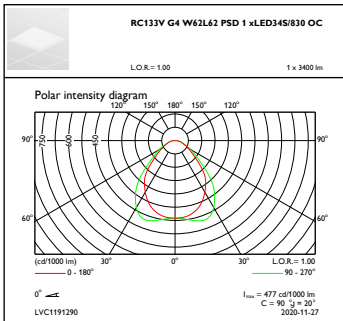 RC133V G4 W62L62 PSD 1 xLED34S/830 OC
L.O.R.= 1.00 1 x 3400 lm
Polar intensity diagram
120° 150° 180° 150° 120°
90° 750 600 450 90°
60° 60°
(cd/1000 lm) 30° 0° 30° L.O.R.= 1.00
0 - 180° 90 - 270°
0° Imax = 477 cd/1000 lm
C = 90 °g = 20°
LVC1191290 2020-11-27